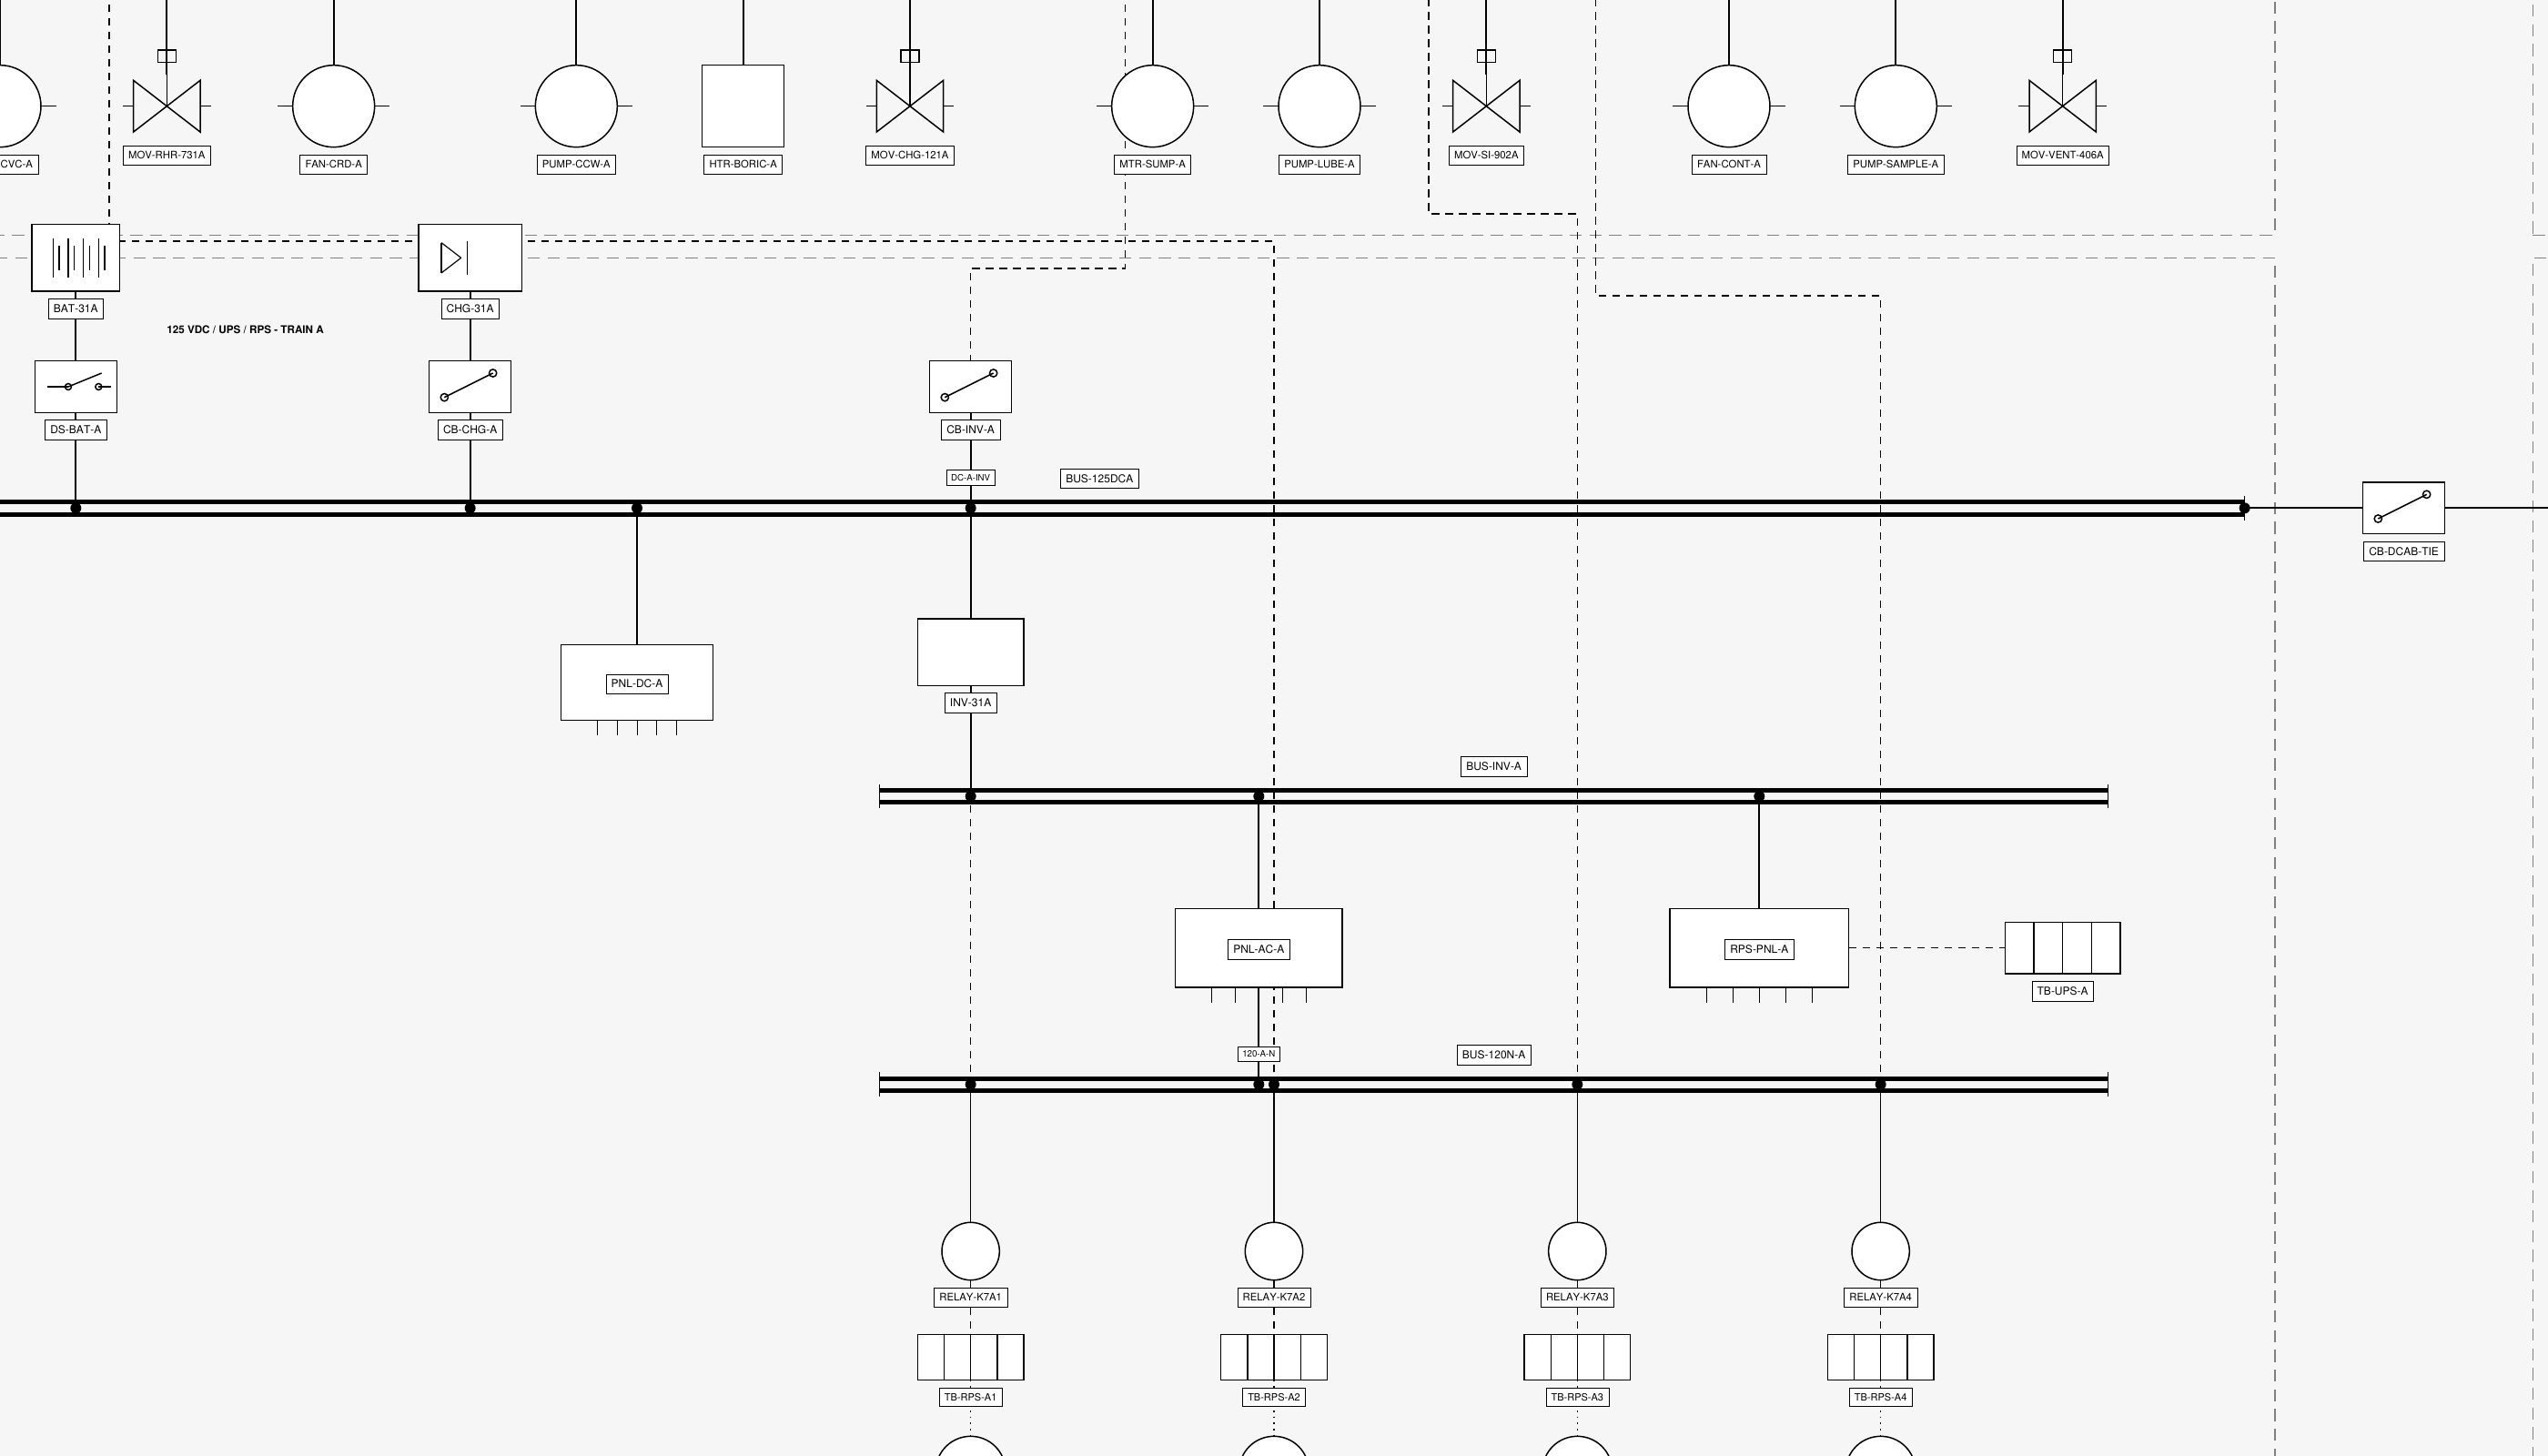 CVC-A
MOV-RHR-731A
FAN-CRD-A
PUMP-CCW-A
HTR-BORIC-A
MOV-CHG-121A
MTR-SUMP-A
PUMP-LUBE-A
MOV-SI-902A
FAN-CONT-A
PUMP-SAMPLE-A
MOV-VENT-406A
BAT-31A
CHG-31A
125 VDC / UPS / RPS - TRAIN A
DS-BAT-A
CB-CHG-A
CB-INV-A
DC-A-INV
BUS-125DCA
CB-DCAB-TIE
PNL-DC-A
INV-31A
BUS-INV-A
PNL-AC-A
RPS-PNL-A
TB-UPS-A
120-A-N
BUS-120N-A
RELAY-K7A1
RELAY-K7A2
RELAY-K7A3
RELAY-K7A4
TB-RPS-A1
TB-RPS-A2
TB-RPS-A3
TB-RPS-A4